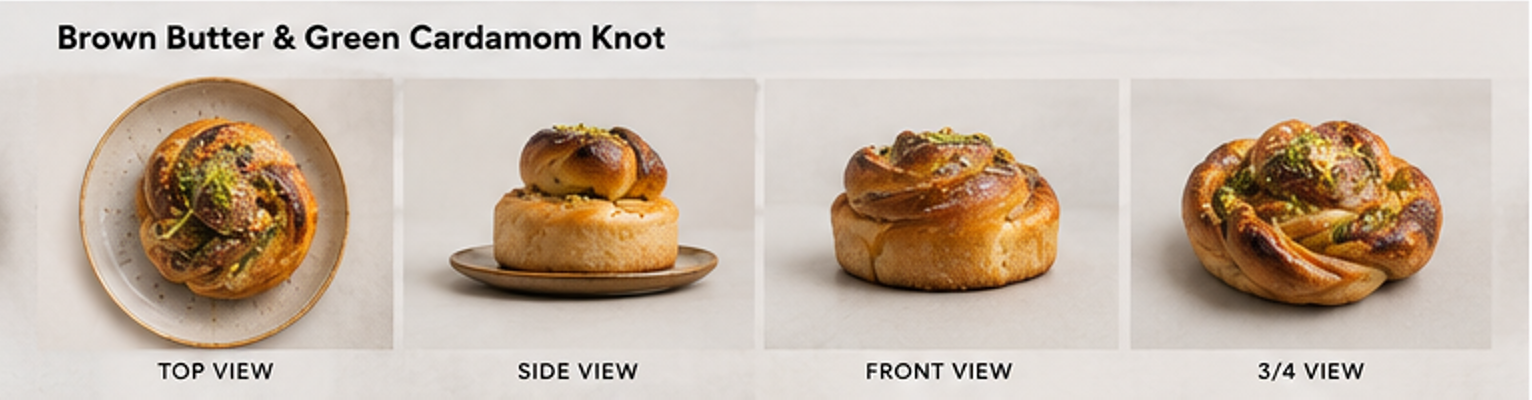 Brown Butter & Green Cardamom Knot
TOP VIEW
SIDE VIEW
FRONT VIEW
3/4 VIEW